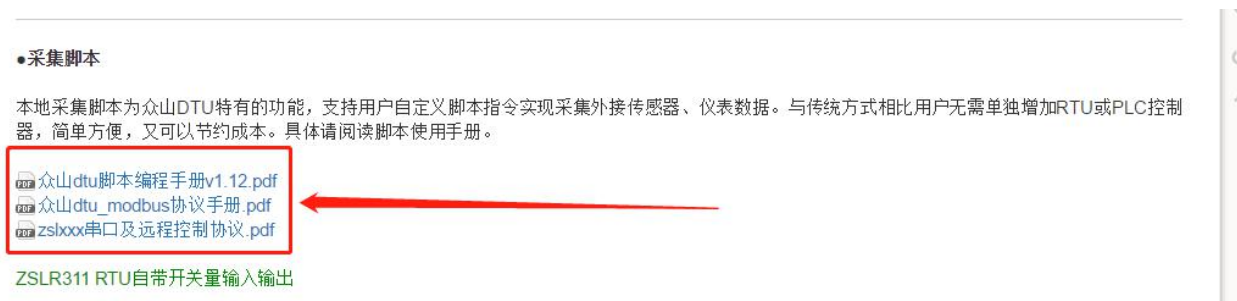 ●采集脚本
本地采集脚本为众山DTU特有的功能，支持用户自定义脚本指令实现采集外接传感器、仪表数据。与传统方式相比用户无需单独增加RTU或PLC控制
器，简单方便，又可以节约成本。具体请阅读脚本使用手册。
众山dtu脚本编程手册v1.12.pdf
众山dtu_modbus协议手册.pdf
zslxxx串口及远程控制协议.pdf
ZSLR311 RTU自带开关量输入输出